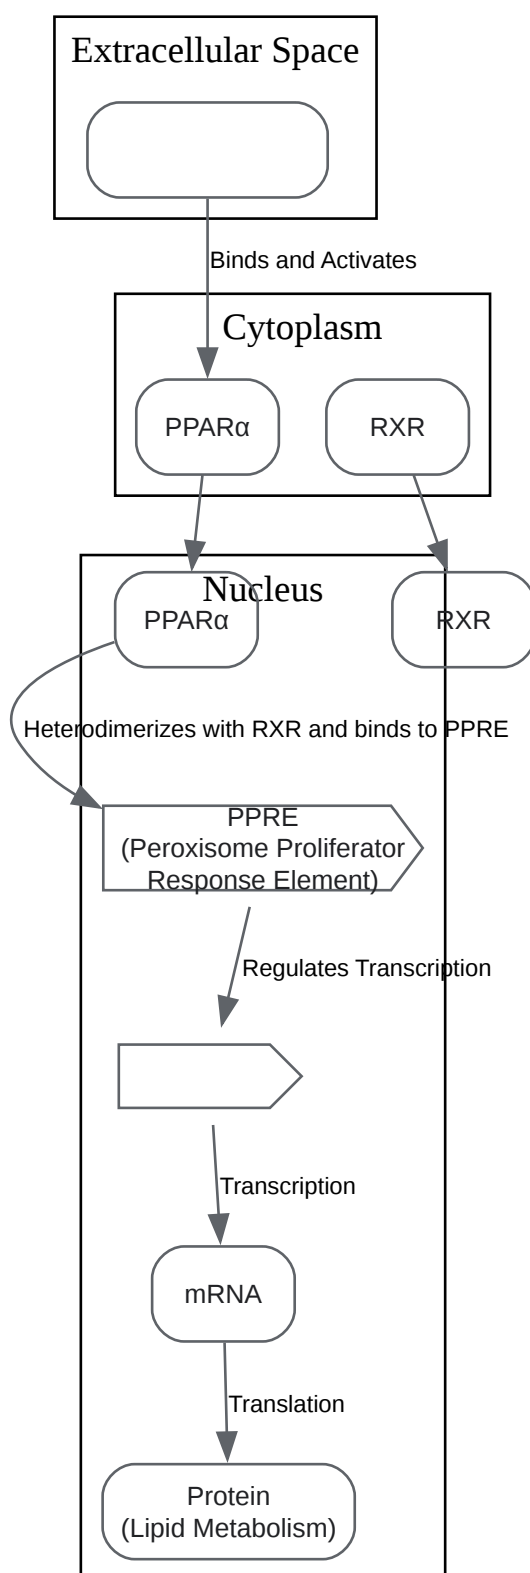 Extracellular Space
Binds and Activates
Cytoplasm
PPARα
RXR
Nucleus
PPARα
RXR
Heterodimerizes with RXR and binds to PPRE
PPRE
(Peroxisome Proliferator
Response Element)
Regulates Transcription
Transcription
mRNA
Translation
Protein
(Lipid Metabolism)